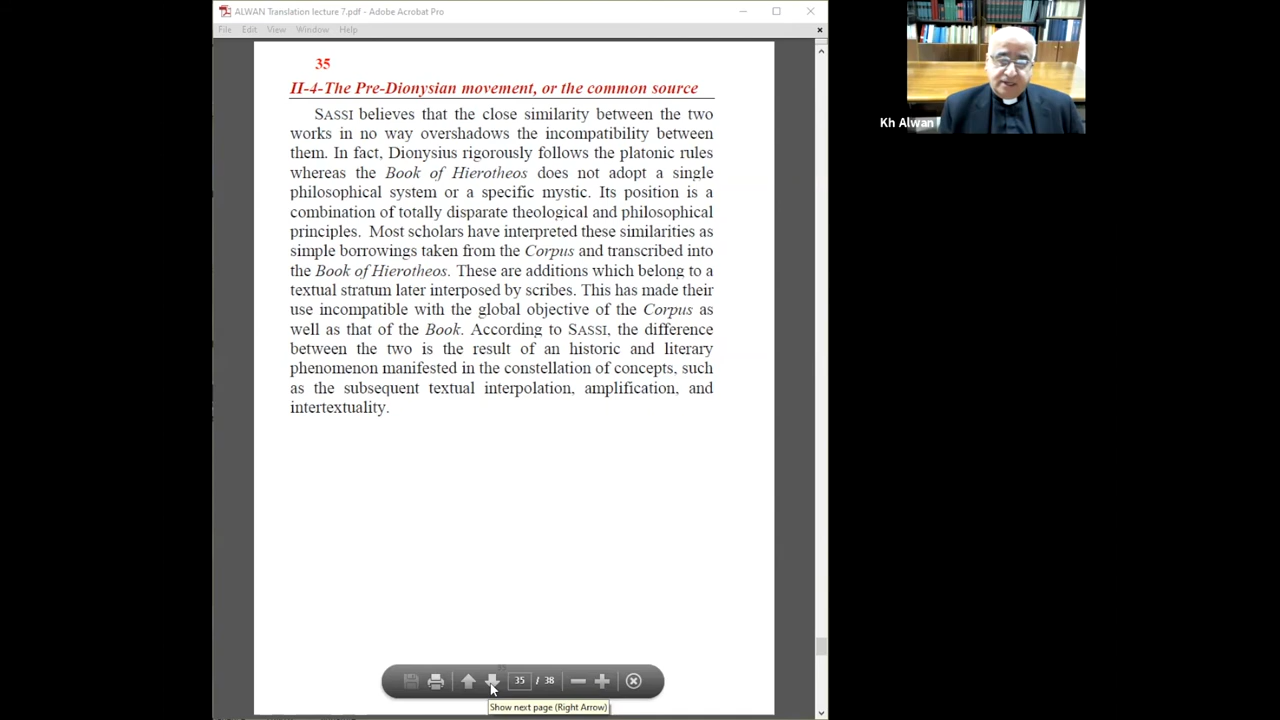 ALWAN Translation lecture 7.pdf - Adobe Acrobat Pro
File Edit View Window Help
35
II-4-The Pre-Dionysian movement, or the common source
SASSI believes that the close similarity between the two
works in no way overshadows the incompatibility between
them. In fact, Dionysius rigorously follows the platonic rules
whereas the Book of Hierotheos does not adopt a single
philosophical system or a specific mystic. Its position is a
combination of totally disparate theological and philosophical
principles. Most scholars have interpreted these similarities as
simple borrowings taken from the Corpus and transcribed into
the Book of Hierotheos. These are additions which belong to a
textual stratum later interposed by scribes. This has made their
use incompatible with the global objective of the Corpus as
well as that of the Book. According to SASSI, the difference
between the two is the result of an historic and literary
phenomenon manifested in the constellation of concepts, such
as the subsequent textual interpolation, amplification, and
intertextuality.
35 / 38
Show next page (Right Arrow)
Kh Alwan